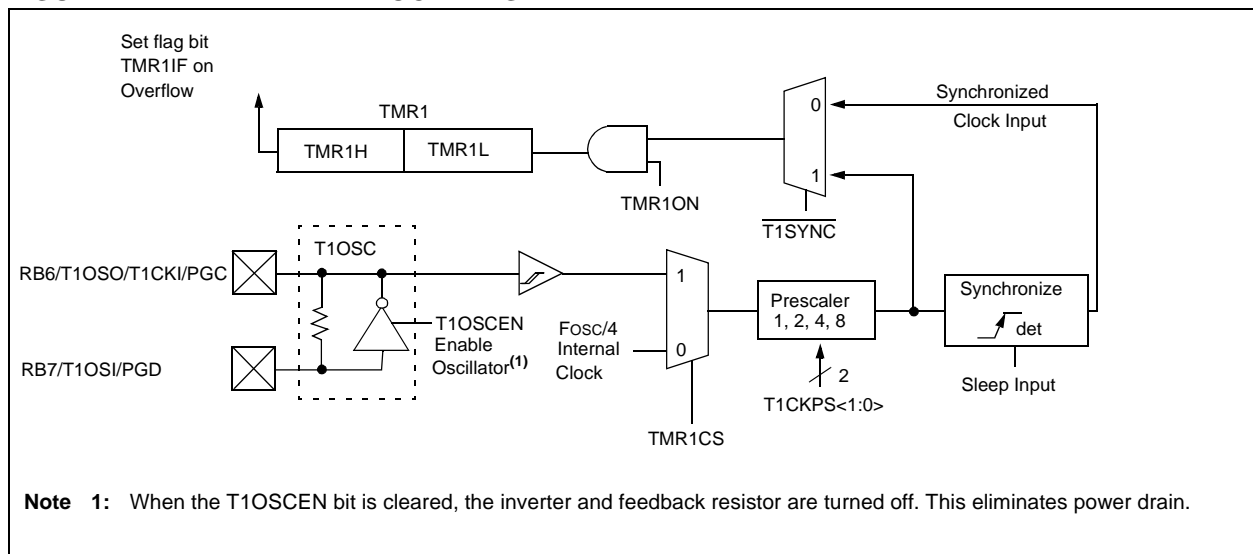 Set flag bit
TMR1IF on
Overflow
TMR1
TMR1H
TMR1L
TMR1ON
0
1
T1SYNC
Synchronized
Clock Input
RB6/T1OSO/T1CKI/PGC
RB7/T1OSI/PGD
T1OSC
T1OSCEN
Enable
Oscillator(1)
FOSC/4
Internal
Clock
1
0
TMR1CS
Prescaler
1, 2, 4, 8
2
T1CKPS<1:0>
Synchronize
det
Sleep Input
Note 1: When the T1OSCEN bit is cleared, the inverter and feedback resistor are turned off. This eliminates power drain.